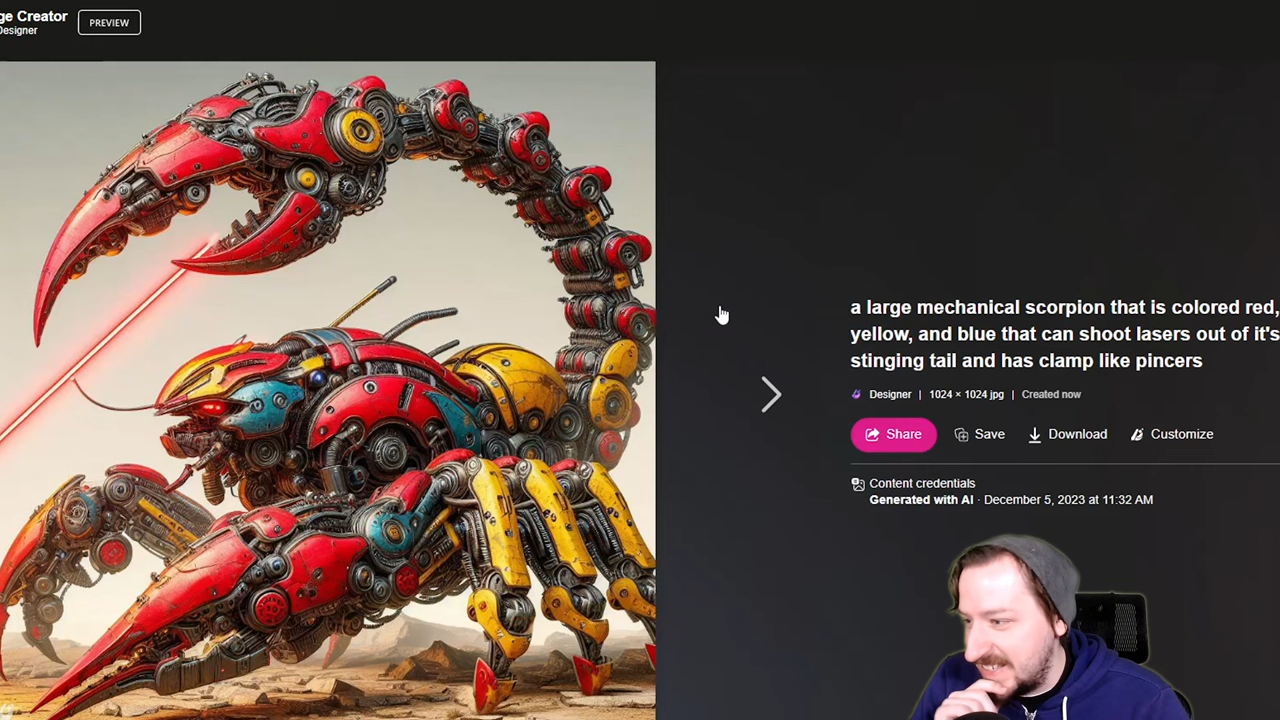 ge Creator
Designer
PREVIEW
a large mechanical scorpion that is colored red,
yellow, and blue that can shoot lasers out of it's
stinging tail and has clamp like pincers
Designer | 1024 × 1024 jpg | Created now
Share
Save
Download
Customize
Content credentials
Generated with AI · December 5, 2023 at 11:32 AM